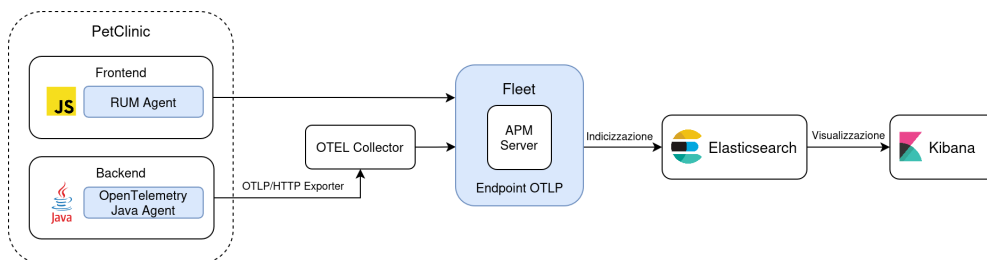 PetClinic
Frontend
JS
RUM Agent
Backend
Java
OpenTelemetry
Java Agent
OTLP/HTTP Exporter
OTEL Collector
Fleet
APM
Server
Endpoint OTLP
Indicizzazione
Elasticsearch
Visualizzazione
Kibana